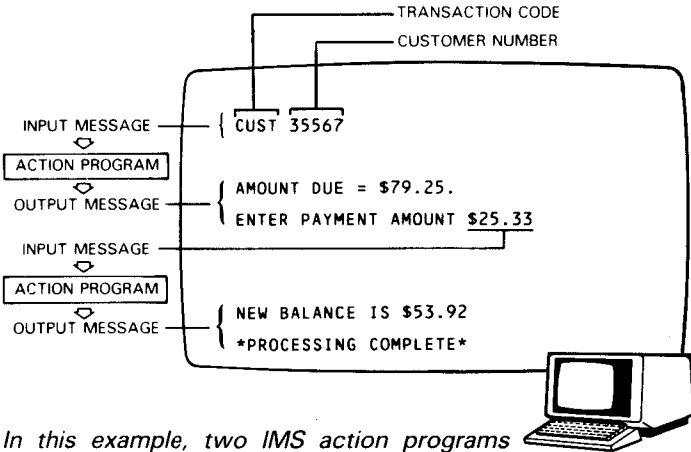 TRANSACTION CODE
CUSTOMER NUMBER
INPUT MESSAGE
CUST 35567
ACTION PROGRAM
OUTPUT MESSAGE
AMOUNT DUE = $79.25.
ENTER PAYMENT AMOUNT $25.33
INPUT MESSAGE
ACTION PROGRAM
OUTPUT MESSAGE
NEW BALANCE IS $53.92
*PROCESSING COMPLETE*
In this example, two IMS action programs